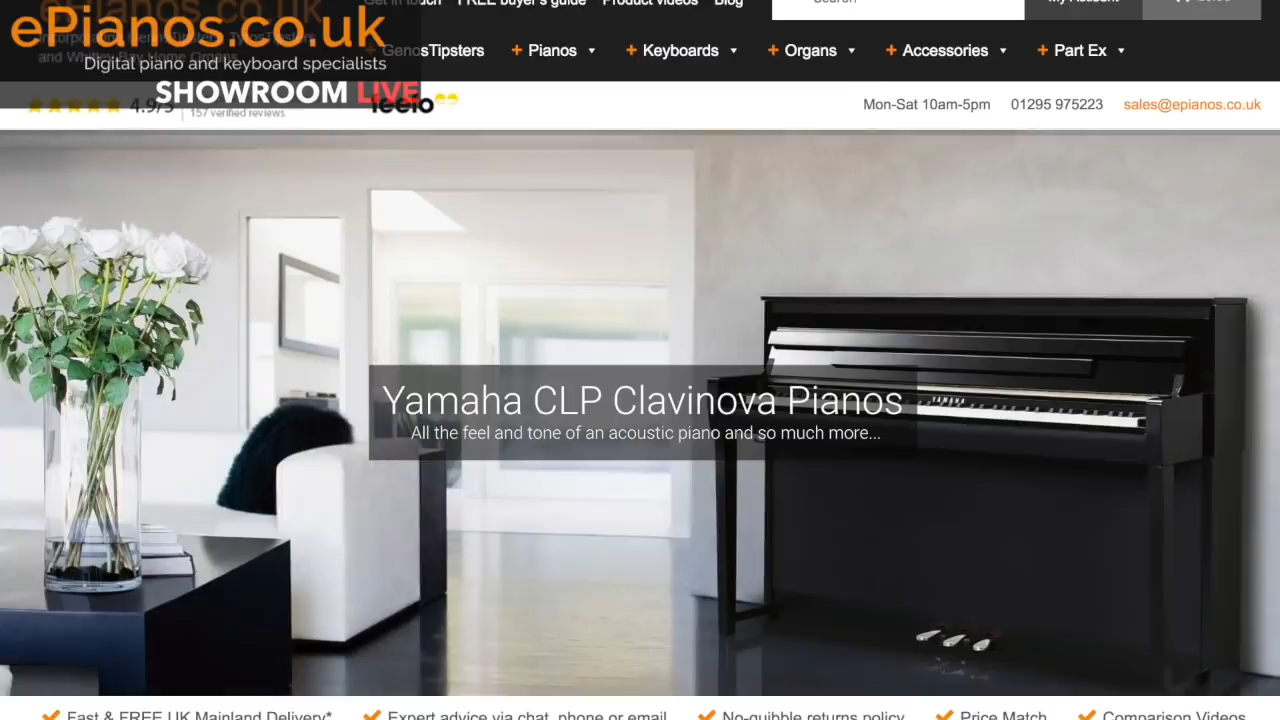 Get in touch FREE buyer's guide Product videos Blog
Search
My Account
ePianos.co.uk
Digital piano and keyboard specialists
SHOWROOM LIVE
GenosTipsters Pianos Keyboards Organs Accessories Part Ex
4.9/5 157 verified reviews feefo
Mon-Sat 10am-5pm 01295 975223 sales@epianos.co.uk
YAMAHA
Yamaha CLP Clavinova Pianos
All the feel and tone of an acoustic piano and so much more...
Fast & FREE UK Mainland Delivery* Expert advice via chat, phone or email No-quibble returns policy Price Match Comparison Videos